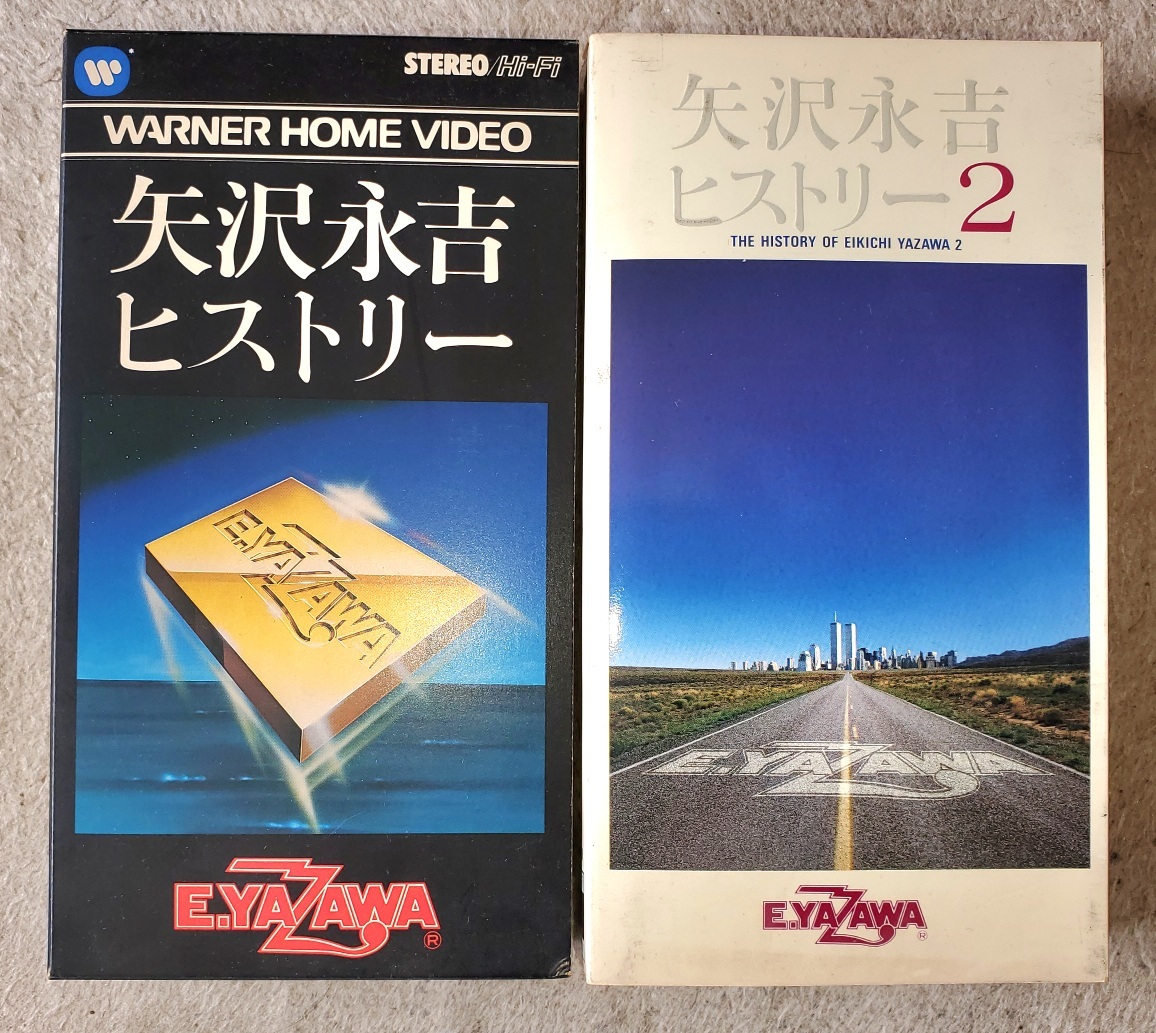 STEREO/Hi-Fi
WARNER HOME VIDEO
矢沢永吉
ヒストリー
E.YAZAWA
E.YAZAWA
®
矢沢永吉
ヒストリー2
THE HISTORY OF EIKICHI YAZAWA 2
E.YAZAWA
E.YAZAWA
®